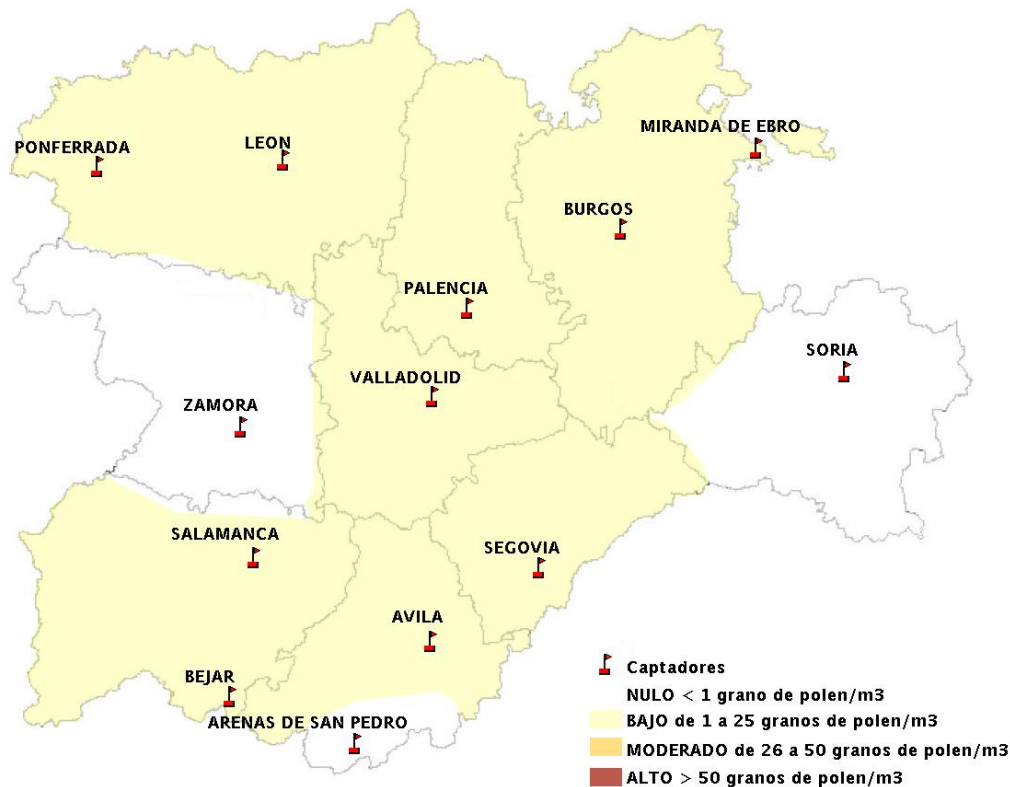 MIRANDA DE EBRO
PONFERRADA
LEON
BURGOS
PALENCIA
SORIA
VALLADOLID
ZAMORA
SALAMANCA
SEGOVIA
AVILA
BEJAR
ARENAS DE SAN PEDRO
Captadores
NULO < 1 grano de polen/m3
BAJO de 1 a 25 granos de polen/m3
MODERADO de 26 a 50 granos de polen/m3
ALTO > 50 granos de polen/m3